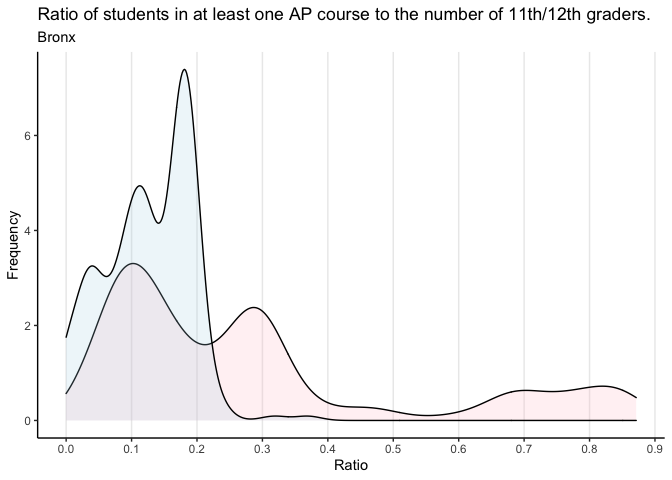 Ratio of students in at least one AP course to the number of 11th/12th graders.
Bronx
Frequency
6
4
2
0
0.0 0.1 0.2 0.3 0.4 0.5 0.6 0.7 0.8 0.9
Ratio